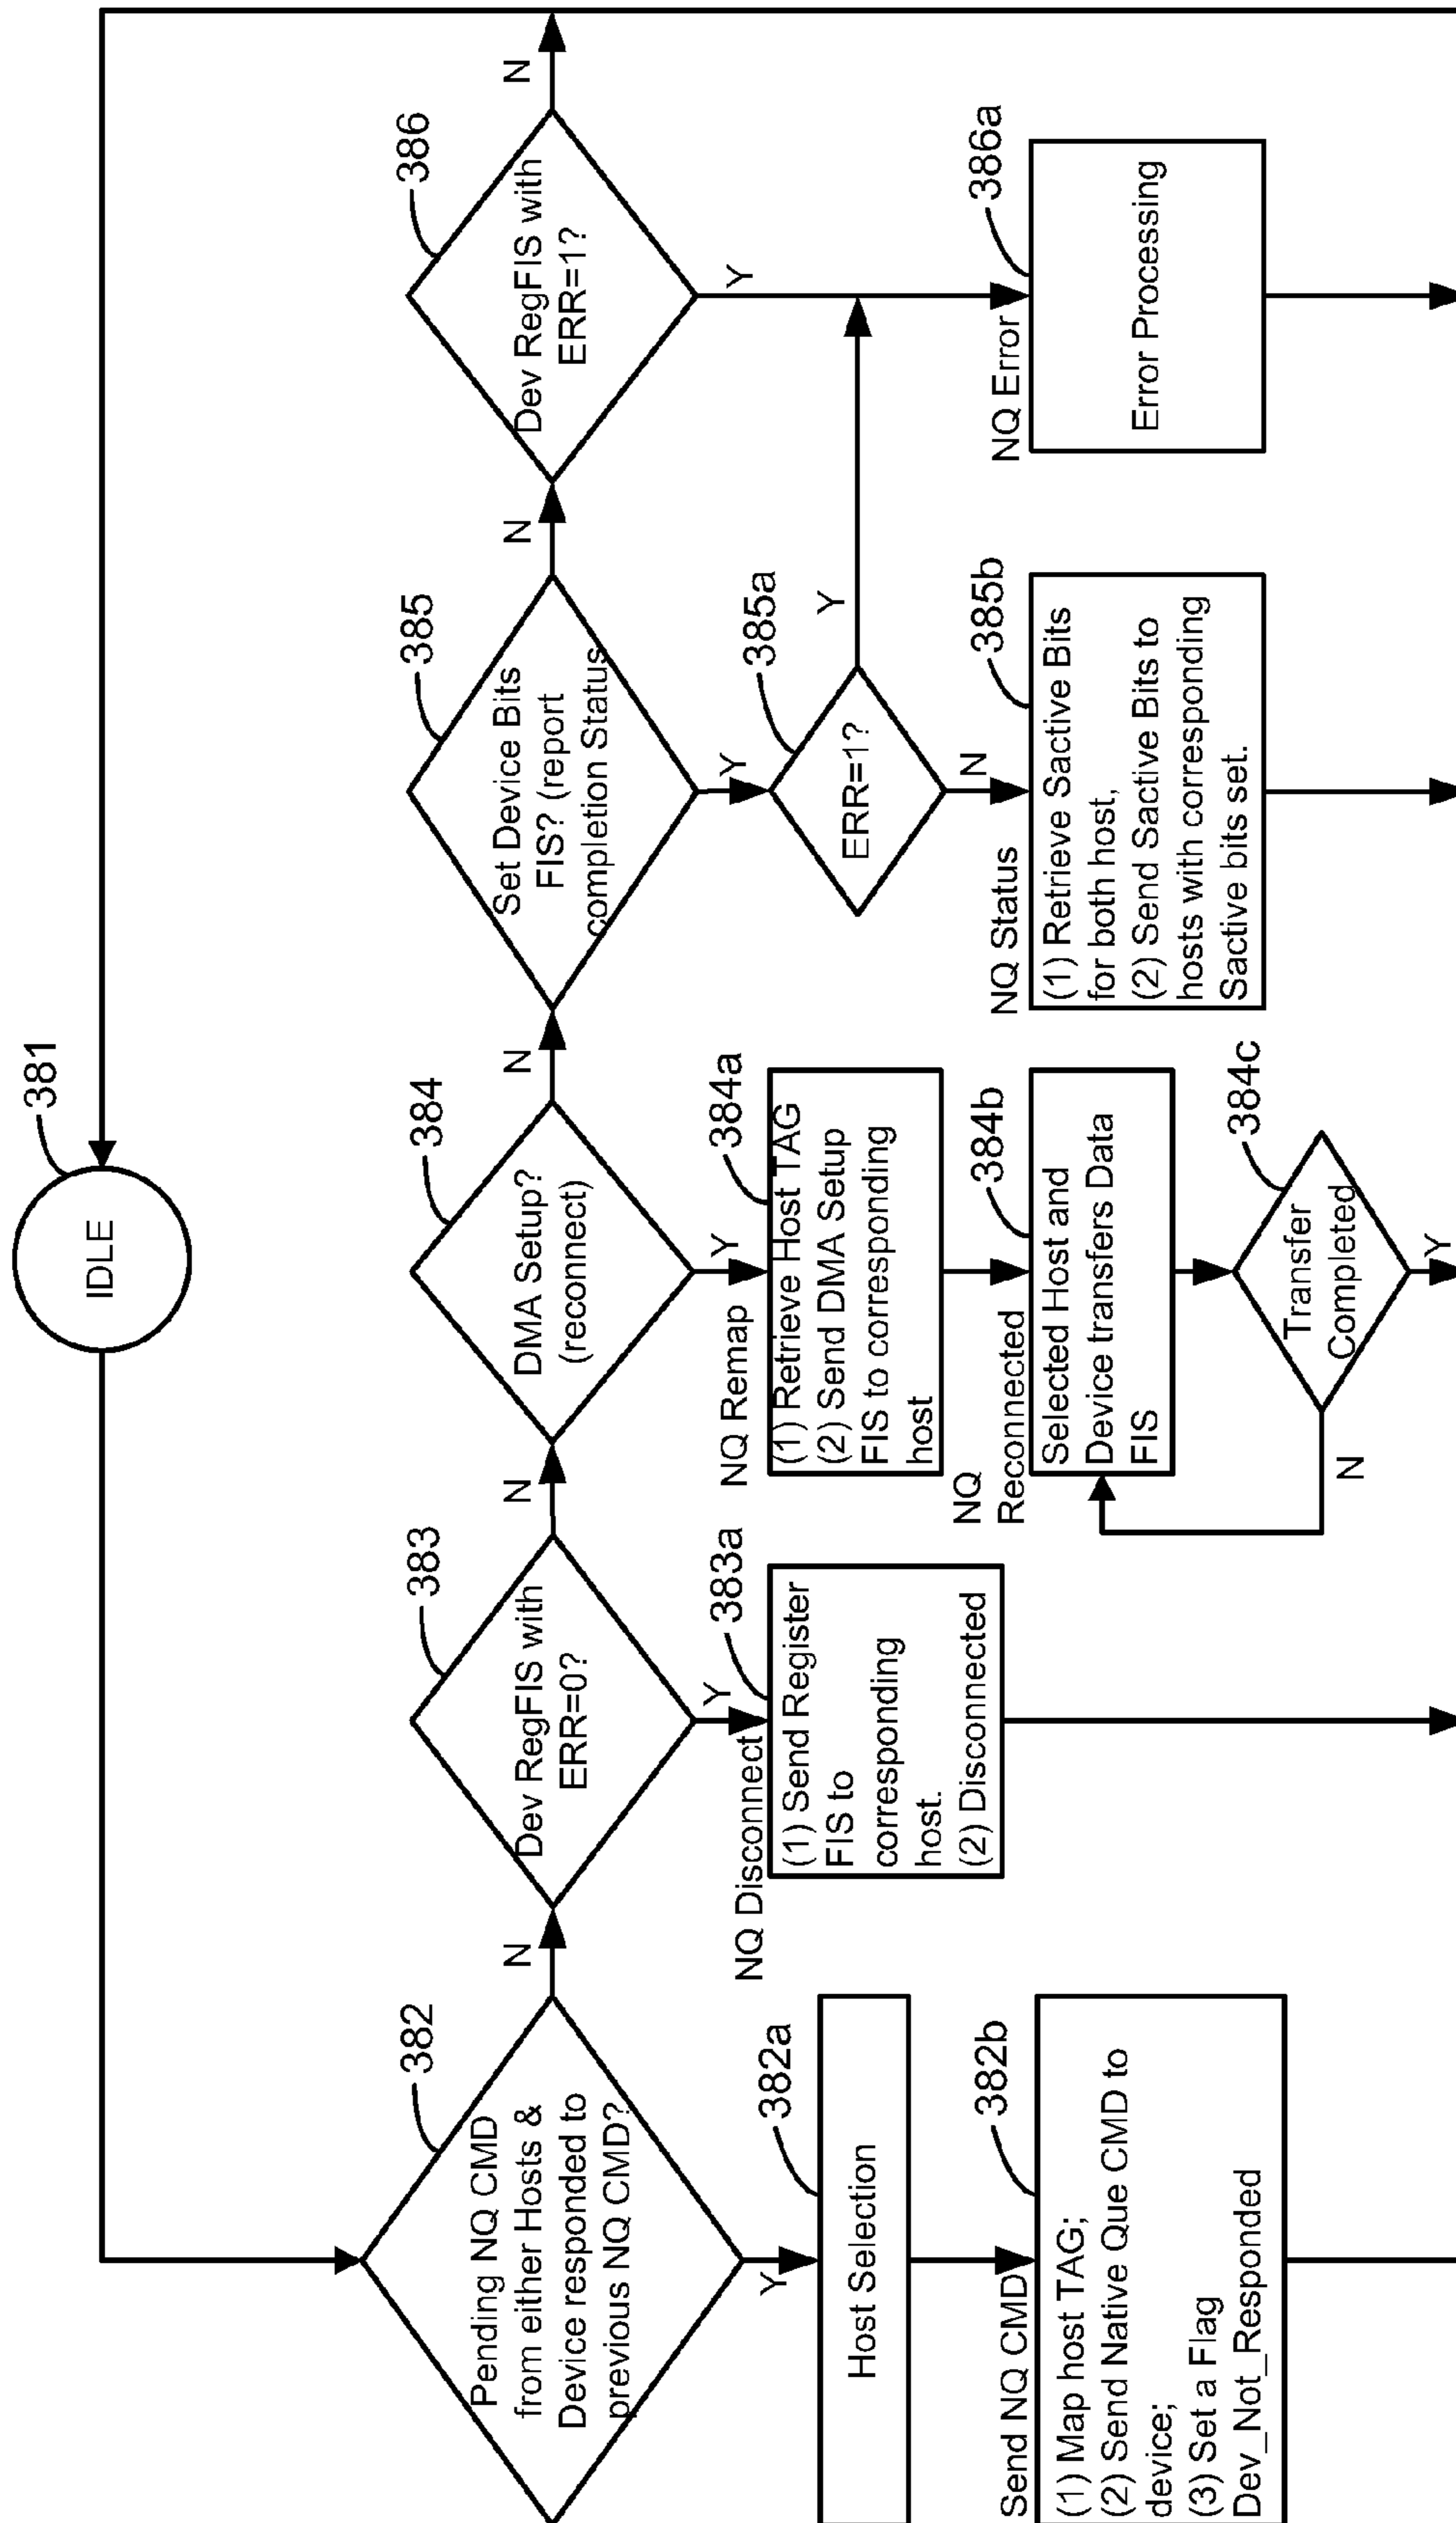 381
IDLE
382
Pending NQ CMD
from either Hosts &
Device responded to
previous NQ CMD?
N
Y
382a
Host Selection
382b
Send NQ CMD
(1) Map host TAG;
(2) Send Native Que CMD to
device;
(3) Set a Flag
Dev_Not_Responded
383
Dev RegFIS with
ERR=0?
N
Y
383a
NQ Disconnect
(1) Send Register
FIS to
corresponding
host.
(2) Disconnected
384
DMA Setup?
(reconnect)
N
Y
384a
NQ Remap
(1) Retrieve Host TAG
(2) Send DMA Setup
FIS to corresponding
host
384b
NQ
Reconnected
Selected Host and
Device transfers Data
FIS
384c
Transfer
Completed
N
Y
385
Set Device Bits
FIS? (report
completion Status
N
Y
385a
ERR=1?
Y
N
385b
NQ Status
(1) Retrieve Sactive Bits
for both host,
(2) Send Sactive Bits to
hosts with corresponding
Sactive bits set.
386
Dev RegFIS with
ERR=1?
N
Y
386a
NQ Error
Error Processing